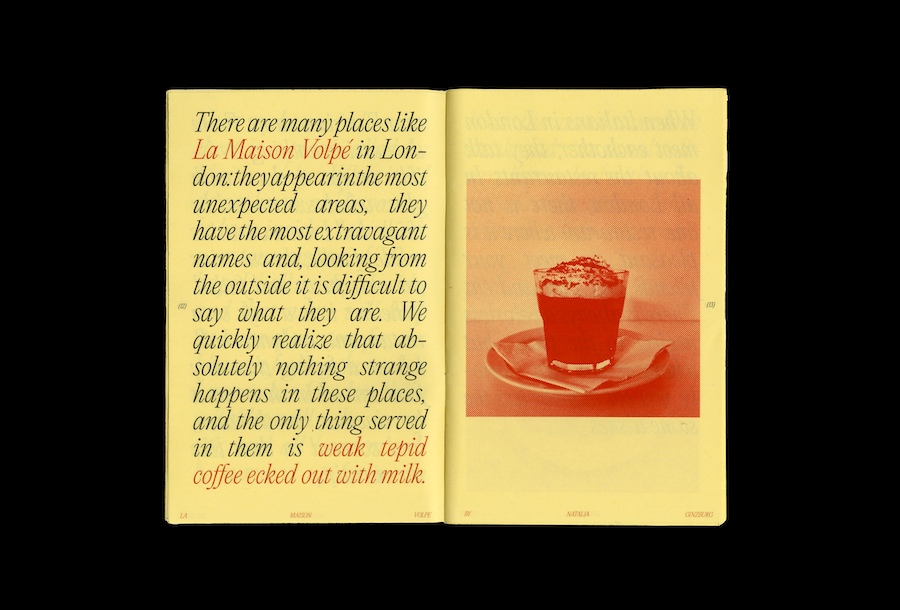 There are many places like
La Maison Volpé in Lon-
don: they appear in the most
unexpected areas, they
have the most extravagant
names and, looking from
the outside it is difficult to
say what they are. We
quickly realize that ab-
solutely nothing strange
happens in these places,
and the only thing served
in them is weak tepid
coffee ecked out with milk.
(12)
LA MAISON VOLPÉ
(13)
BY NATALIA GINZBURG